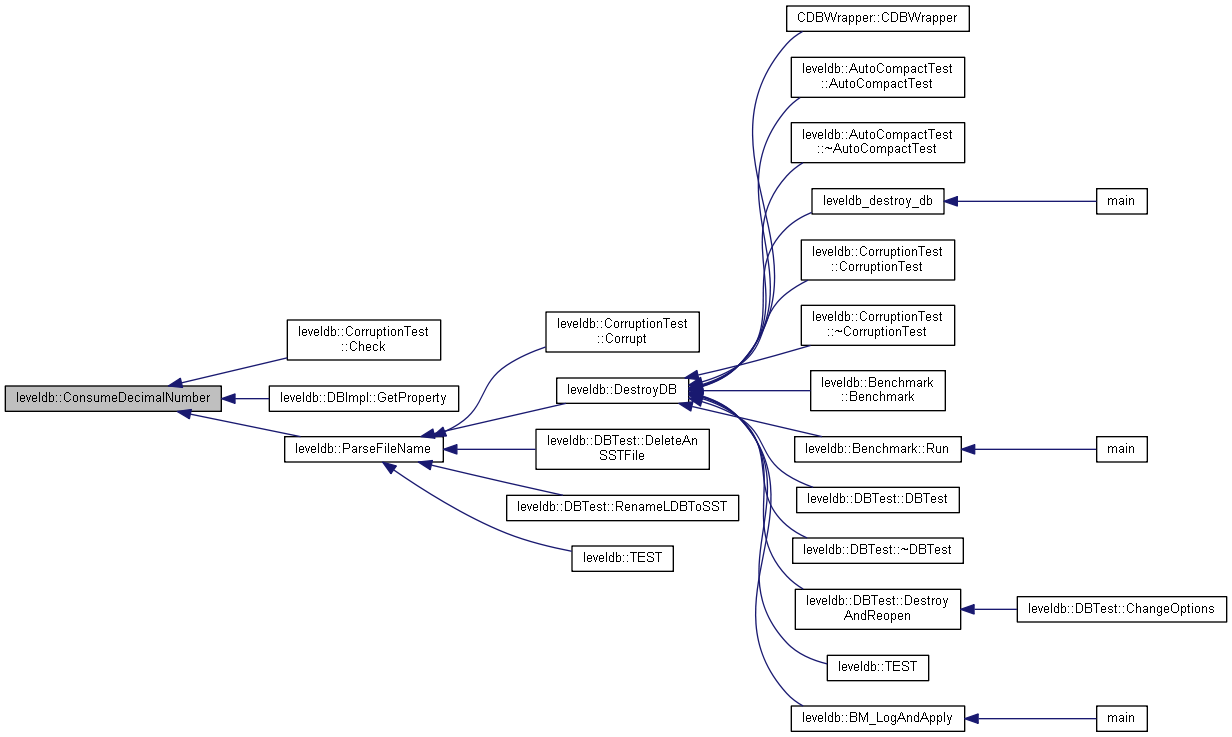 CDBWrapper::CDBWrapper
leveldb::AutoCompactTest
::AutoCompactTest
leveldb::AutoCompactTest
::~AutoCompactTest
leveldb_destroy_db
main
leveldb::CorruptionTest
::CorruptionTest
leveldb::CorruptionTest
::~CorruptionTest
leveldb::CorruptionTest
::Check
leveldb::CorruptionTest
::Corrupt
leveldb::ConsumeDecimalNumber
leveldb::DBImpl::GetProperty
leveldb::DestroyDB
leveldb::Benchmark
::Benchmark
leveldb::ParseFileName
leveldb::DBTest::DeleteAn
SSTFile
leveldb::Benchmark::Run
main
leveldb::DBTest::RenameLDBToSST
leveldb::DBTest::DBTest
leveldb::TEST
leveldb::DBTest::~DBTest
leveldb::DBTest::Destroy
AndReopen
leveldb::DBTest::ChangeOptions
leveldb::TEST
leveldb::BM_LogAndApply
main